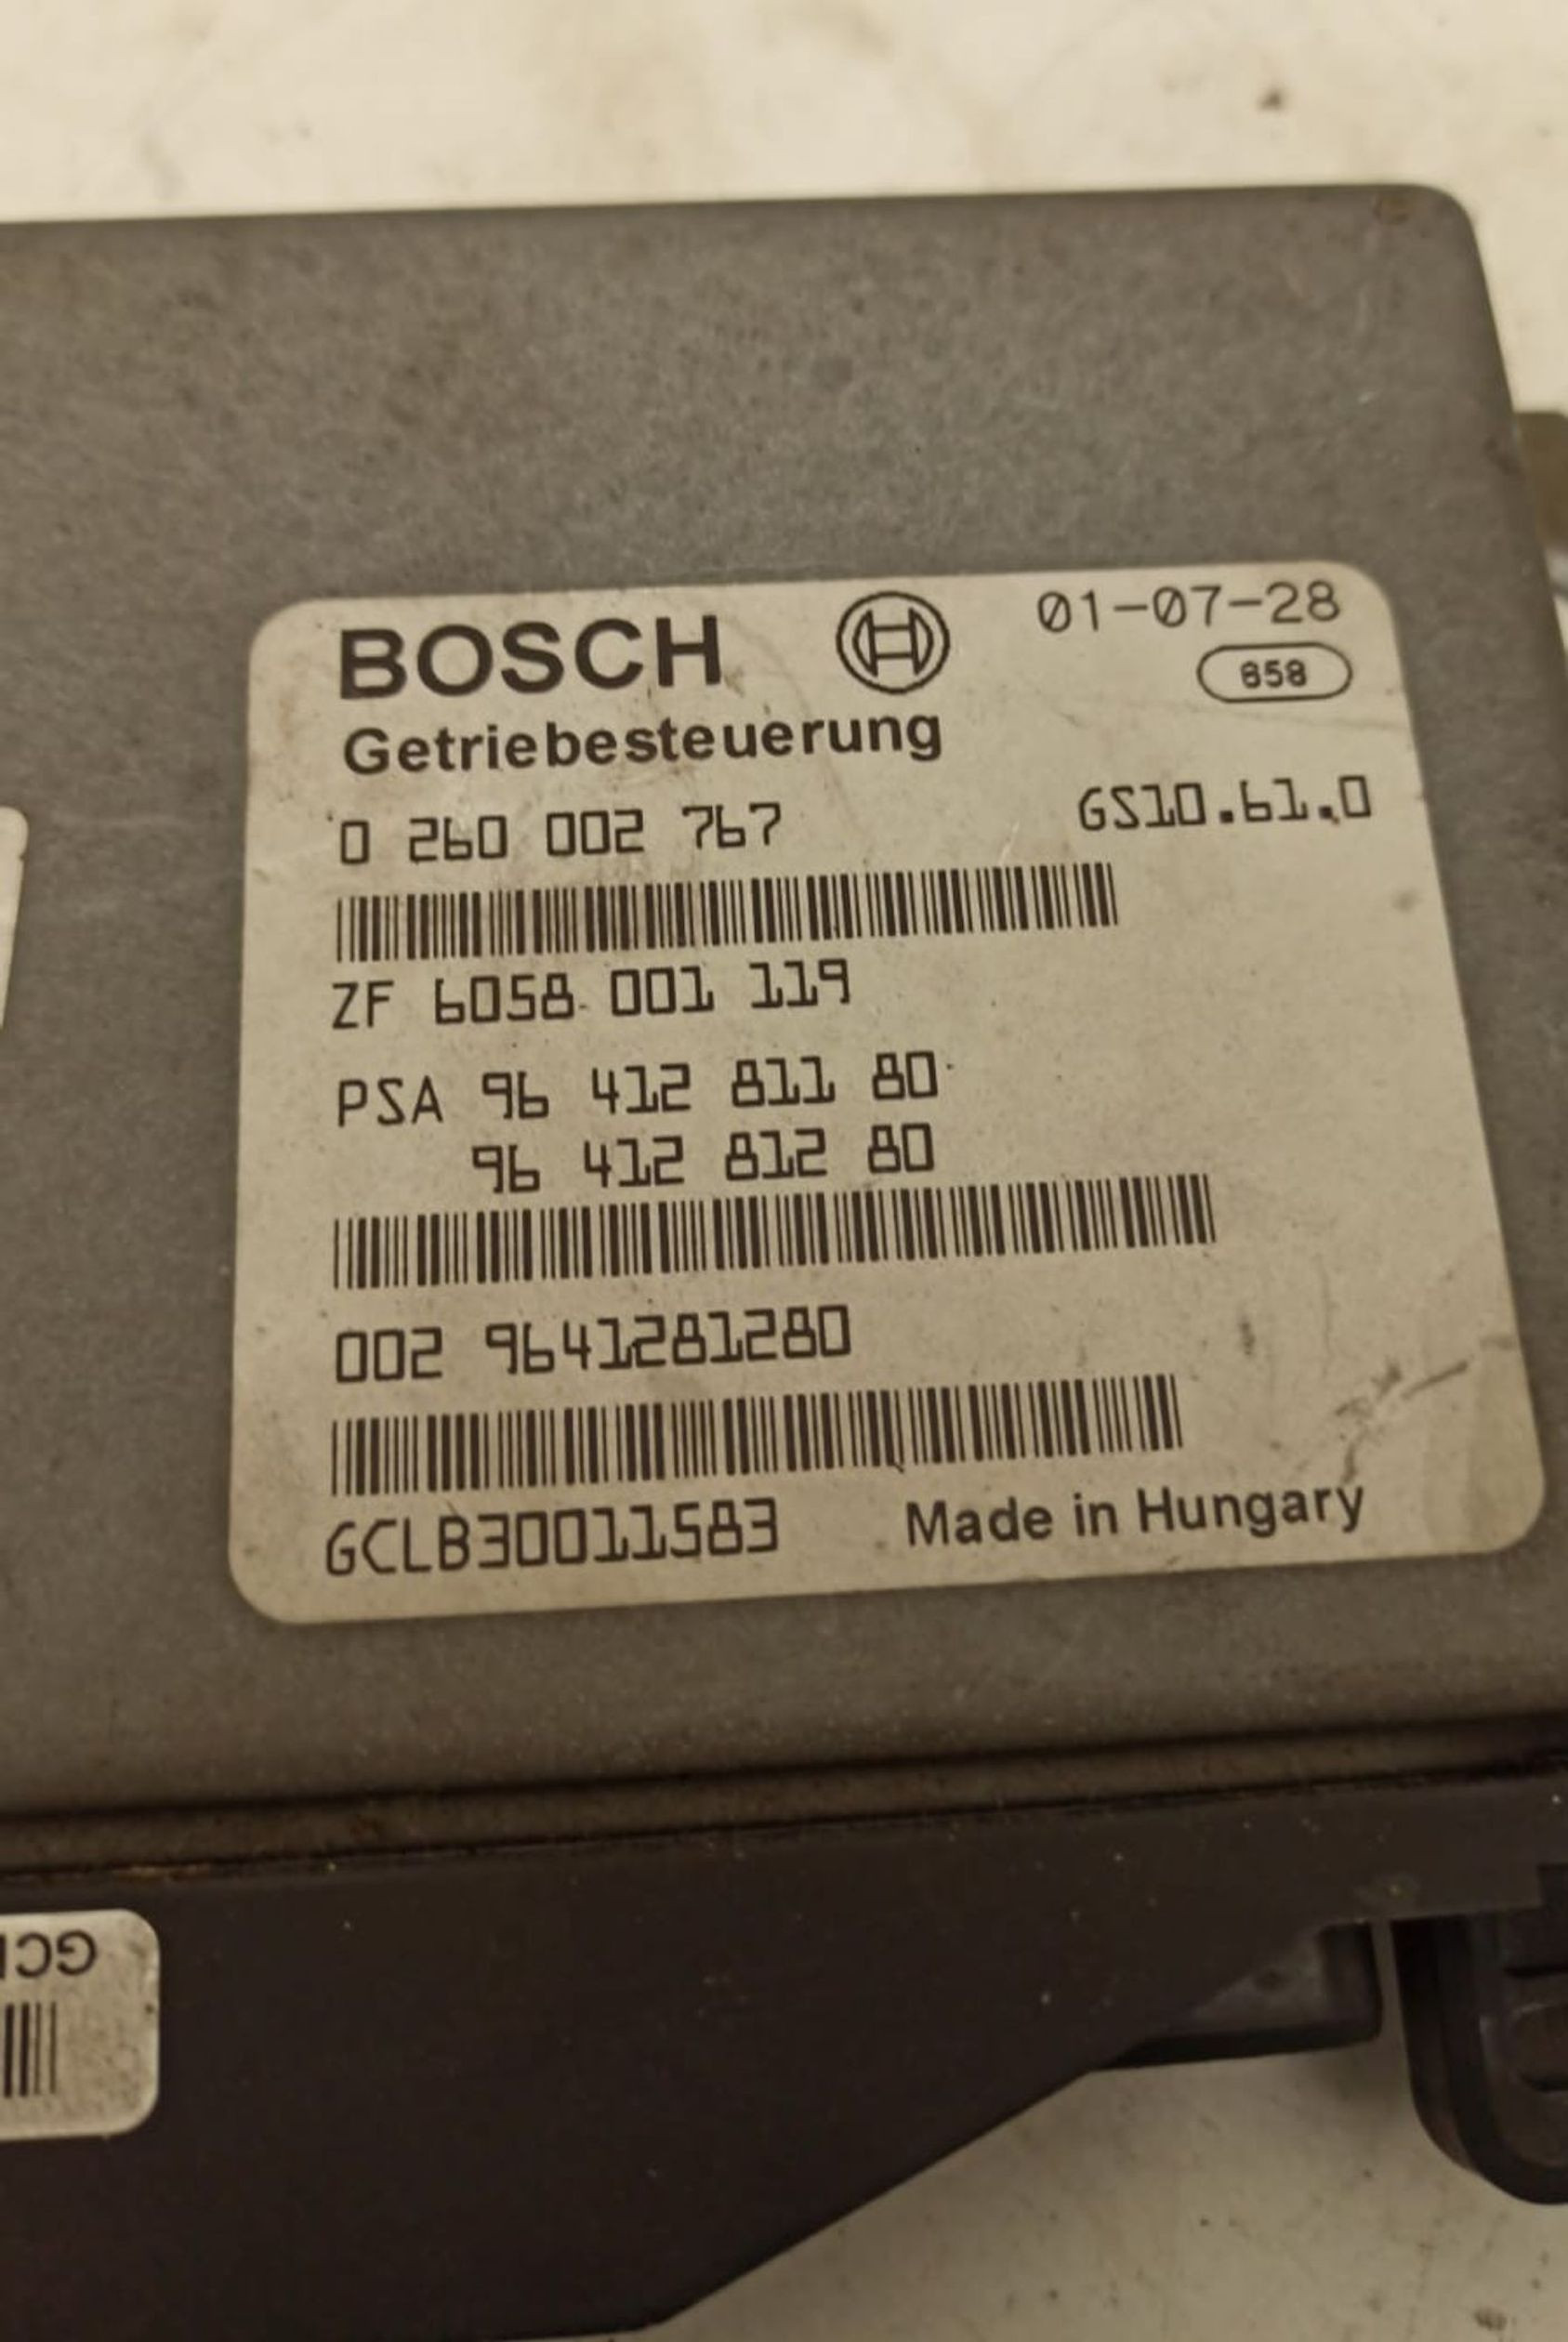 BOSCH 01-07-28
858
Getriebesteuerung
0 260 002 767 GS10.61.0
ZF 6058 001 119
PSA 96 412 811 80
96 412 812 80
002 9641281280
GCLB30011583 Made in Hungary
GCL